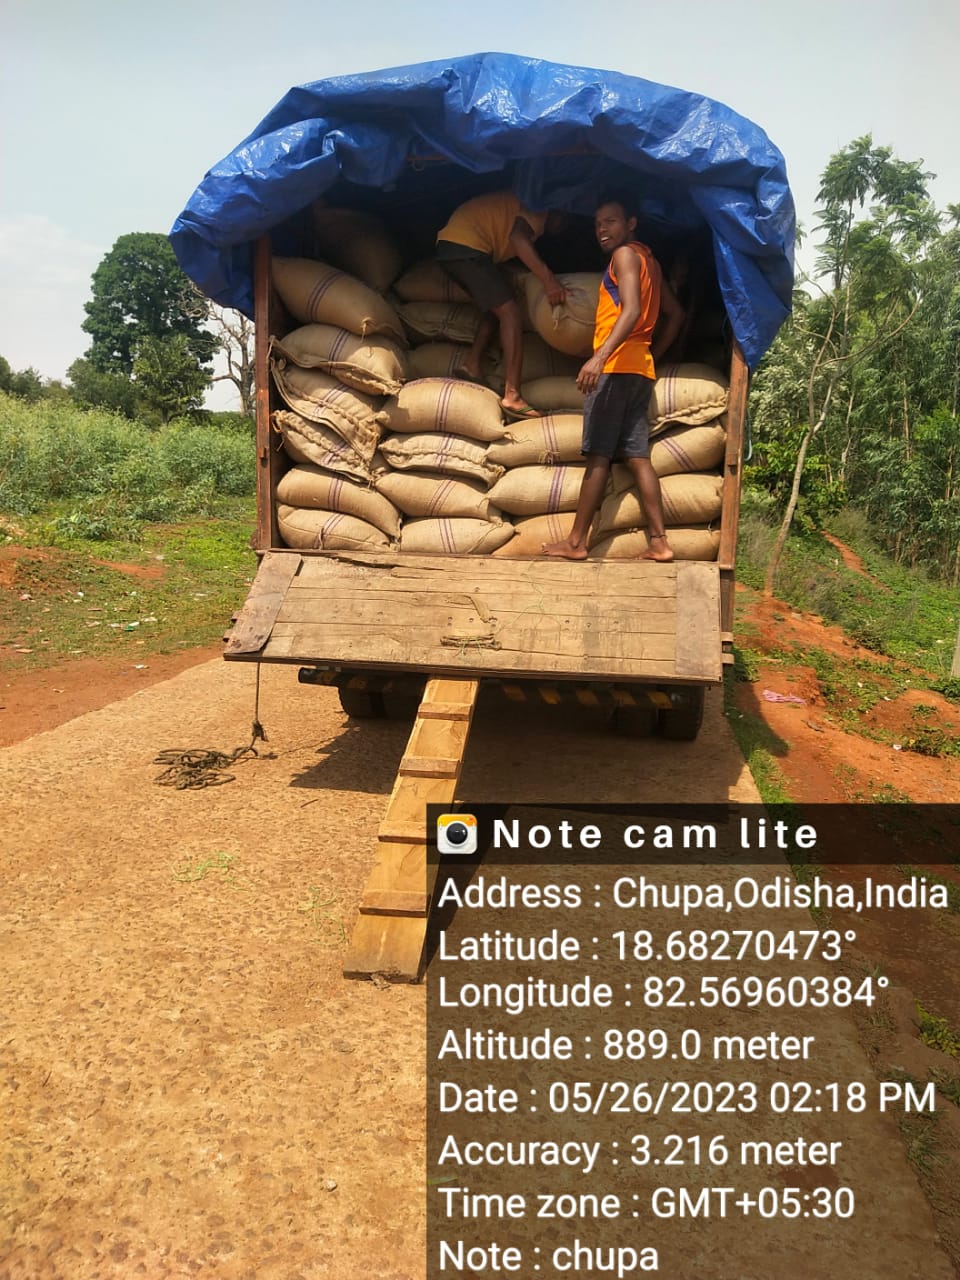 Note cam lite
Address : Chupa,Odisha,India
Latitude : 18.68270473°
Longitude : 82.56960384°
Altitude : 889.0 meter
Date : 05/26/2023 02:18 PM
Accuracy : 3.216 meter
Time zone : GMT+05:30
Note : chupa